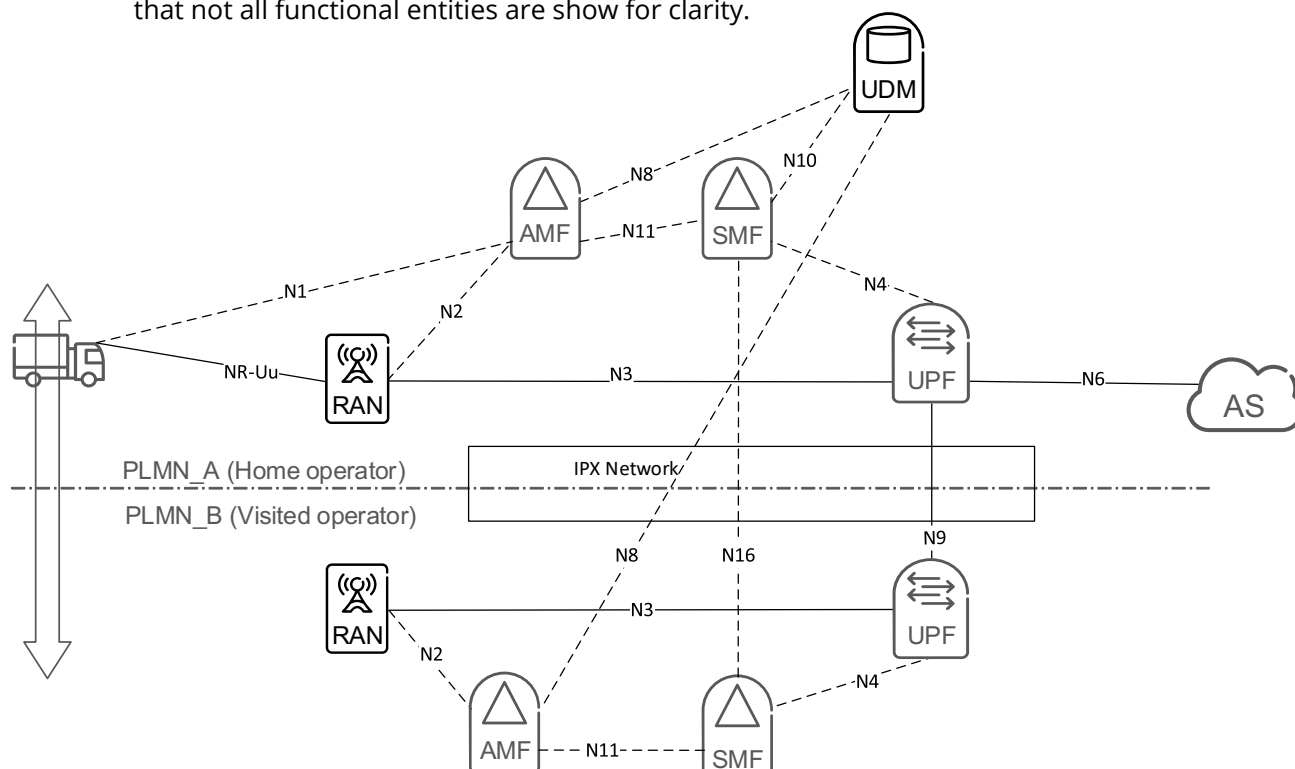 that not all functional entities are show for clarity.
UDM
N10
N8
AMF
N11
SMF
N1
N4
N2
NR-Uu
RAN
N3
UPF
N6
AS
PLMN_A (Home operator)
IPX Network
PLMN_B (Visited operator)
N9
N8
N16
RAN
N3
UPF
N2
N4
AMF
N11
SMF